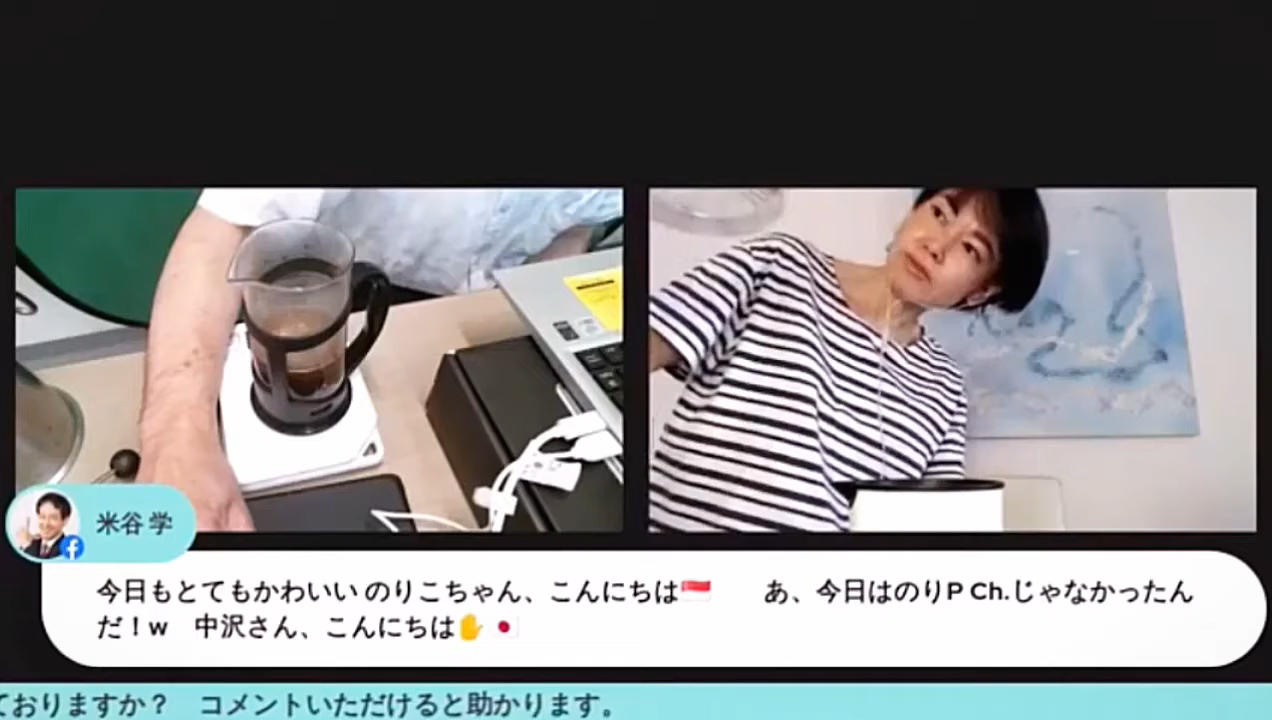 米谷 学
今日もとてもかわいい のりこちゃん、こんにちは🇮🇩　　あ、今日はのりP Ch.じゃなかったん
だ！w　中沢さん、こんにちは✋ 🇯🇵
ておりますか？　コメントいただけると助かります。